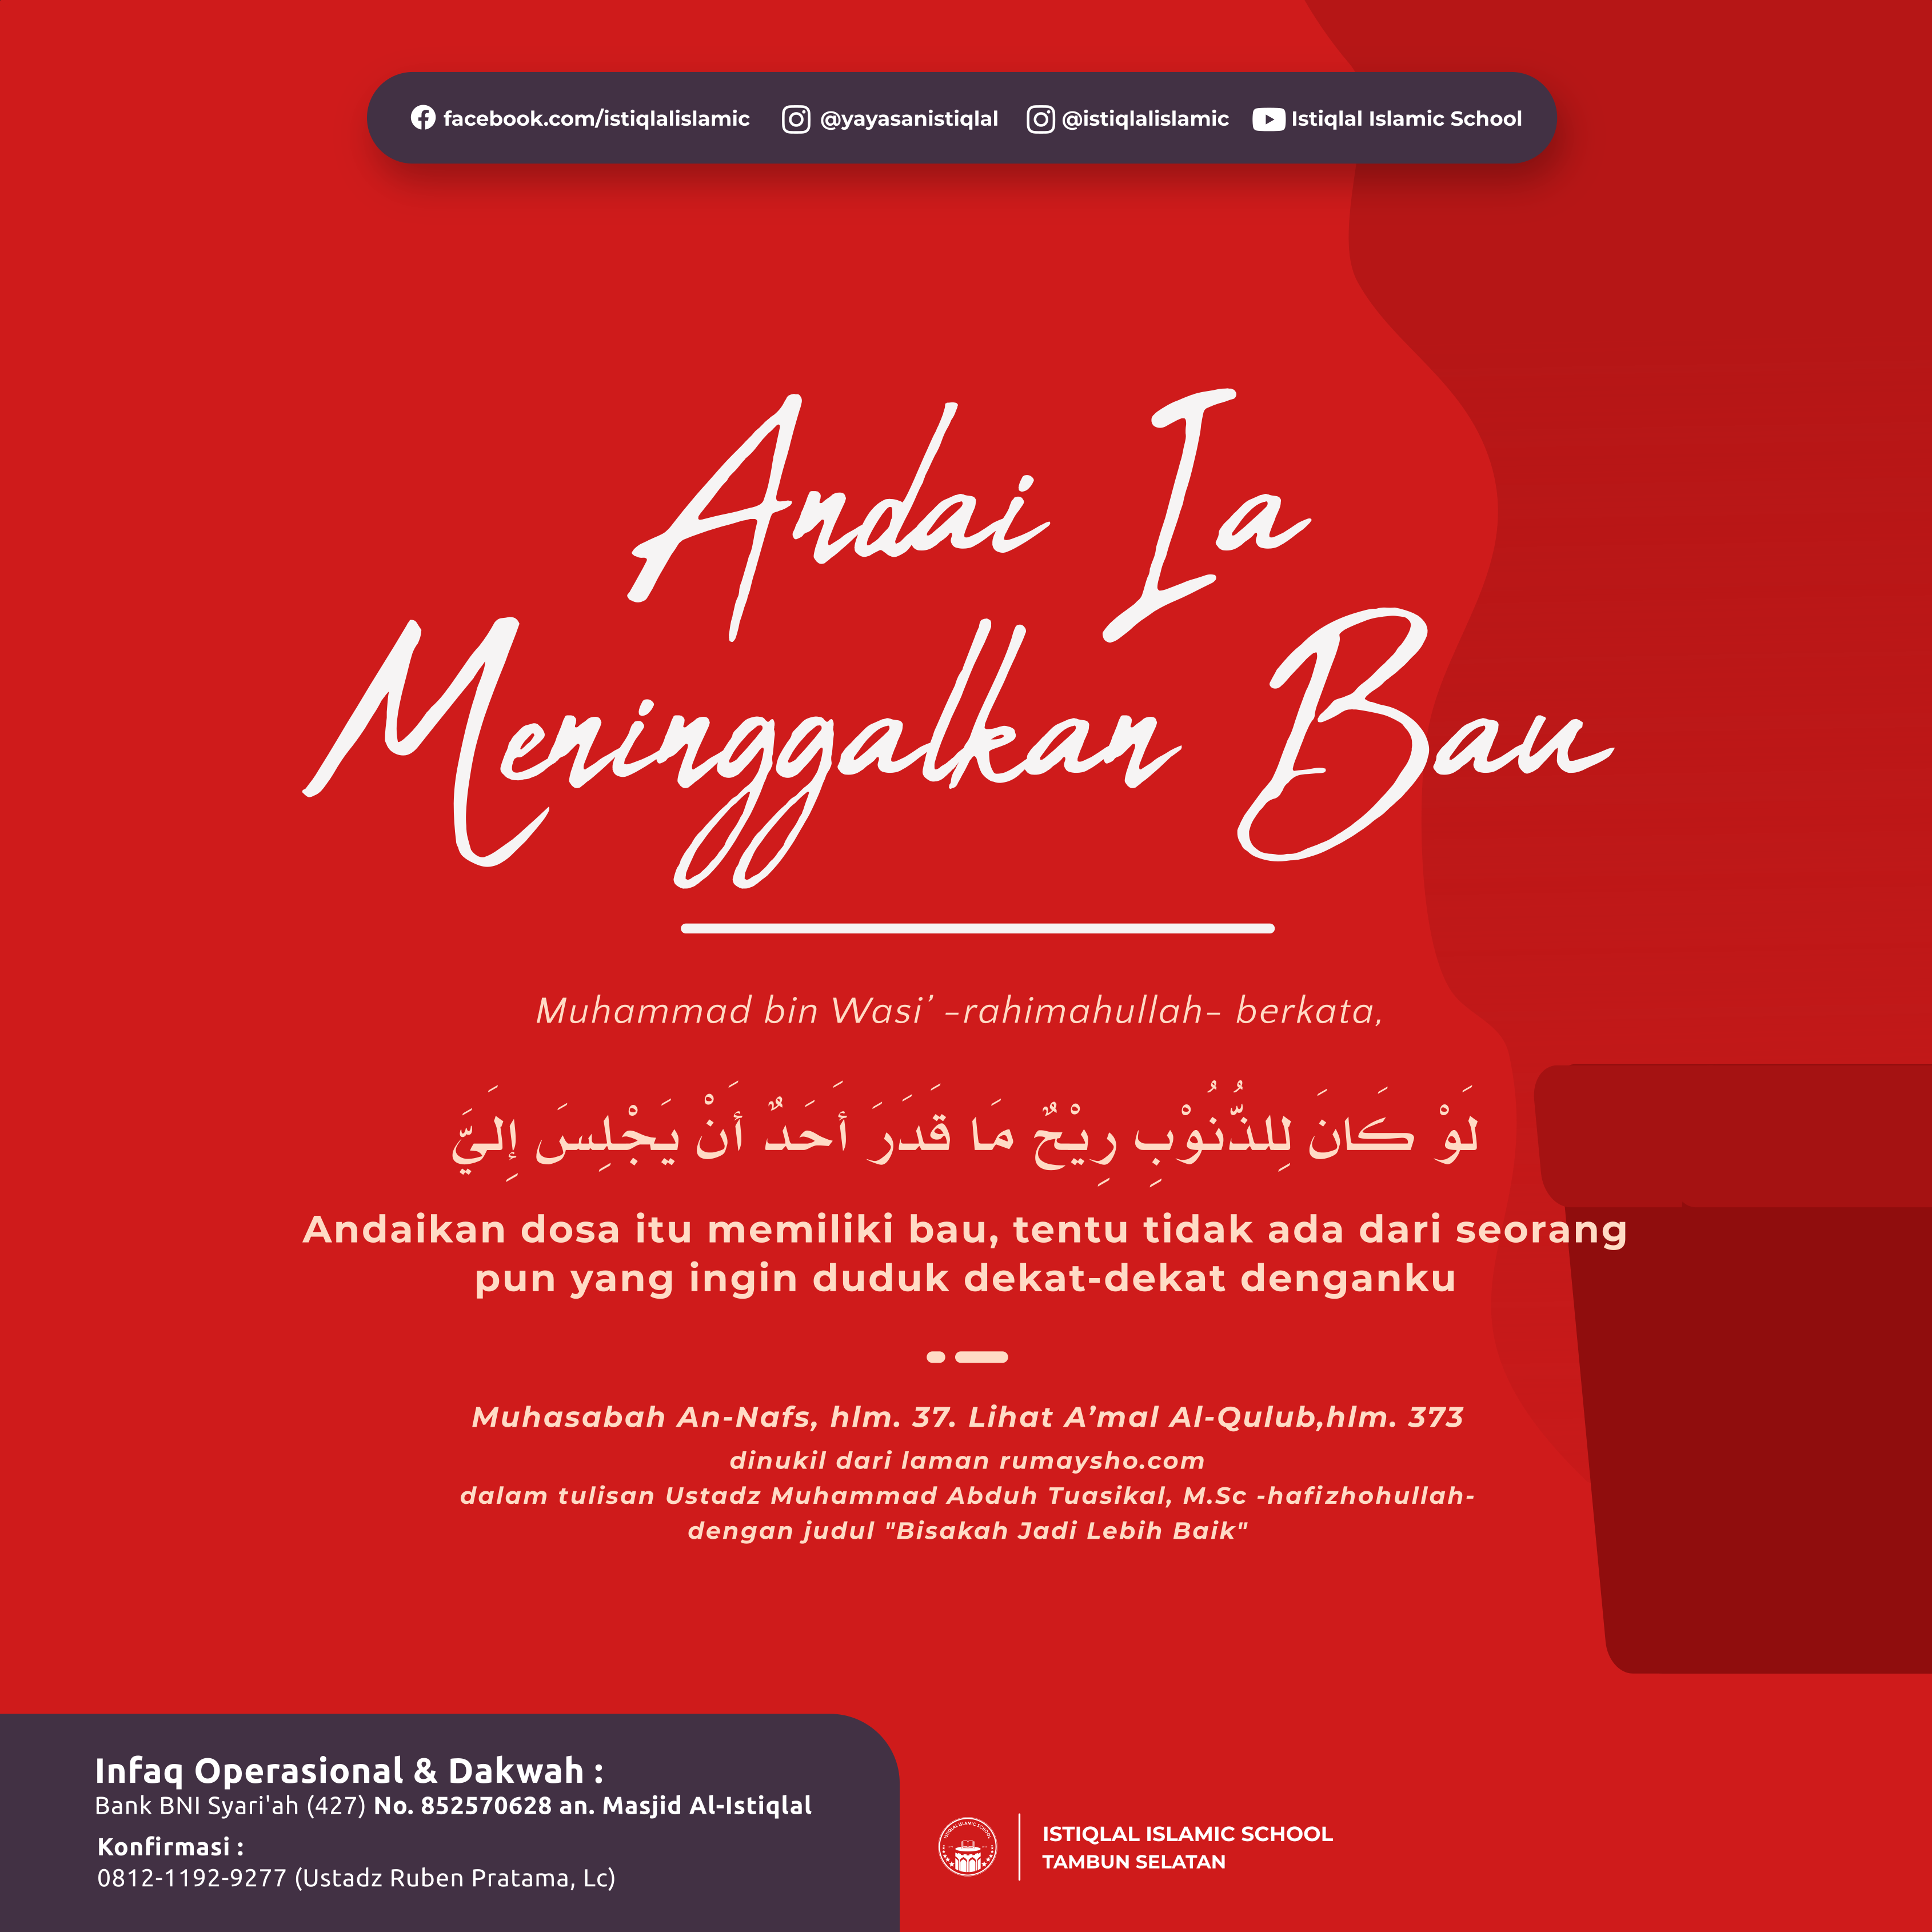 facebook.com/istiqlalislamic @yayasanistiqlal @istiqlalislamic Istiqlal Islamic School
Andai Ia
Meninggalkan Bau
Muhammad bin Wasi’ –rahimahullah– berkata,
لَوْ كَانَ لِلذُّنُوْبِ رِيْحٌ مَا قَدَرَ أَحَدٌ أَنْ يَجْلِسَ إِلَيَّ
Andaikan dosa itu memiliki bau, tentu tidak ada dari seorang
pun yang ingin duduk dekat-dekat denganku
Muhasabah An-Nafs, hlm. 37. Lihat A’mal Al-Qulub,hlm. 373
dinukil dari laman rumaysho.com
dalam tulisan Ustadz Muhammad Abduh Tuasikal, M.Sc -hafizhohullah-
dengan judul "Bisakah Jadi Lebih Baik"
Infaq Operasional & Dakwah :
Bank BNI Syari'ah (427) No. 852570628 an. Masjid Al-Istiqlal
Konfirmasi :
0812-1192-9277 (Ustadz Ruben Pratama, Lc)
ISTIQLAL ISLAMIC SCHOOL
ISTIQLAL ISLAMIC SCHOOL
TAMBUN SELATAN